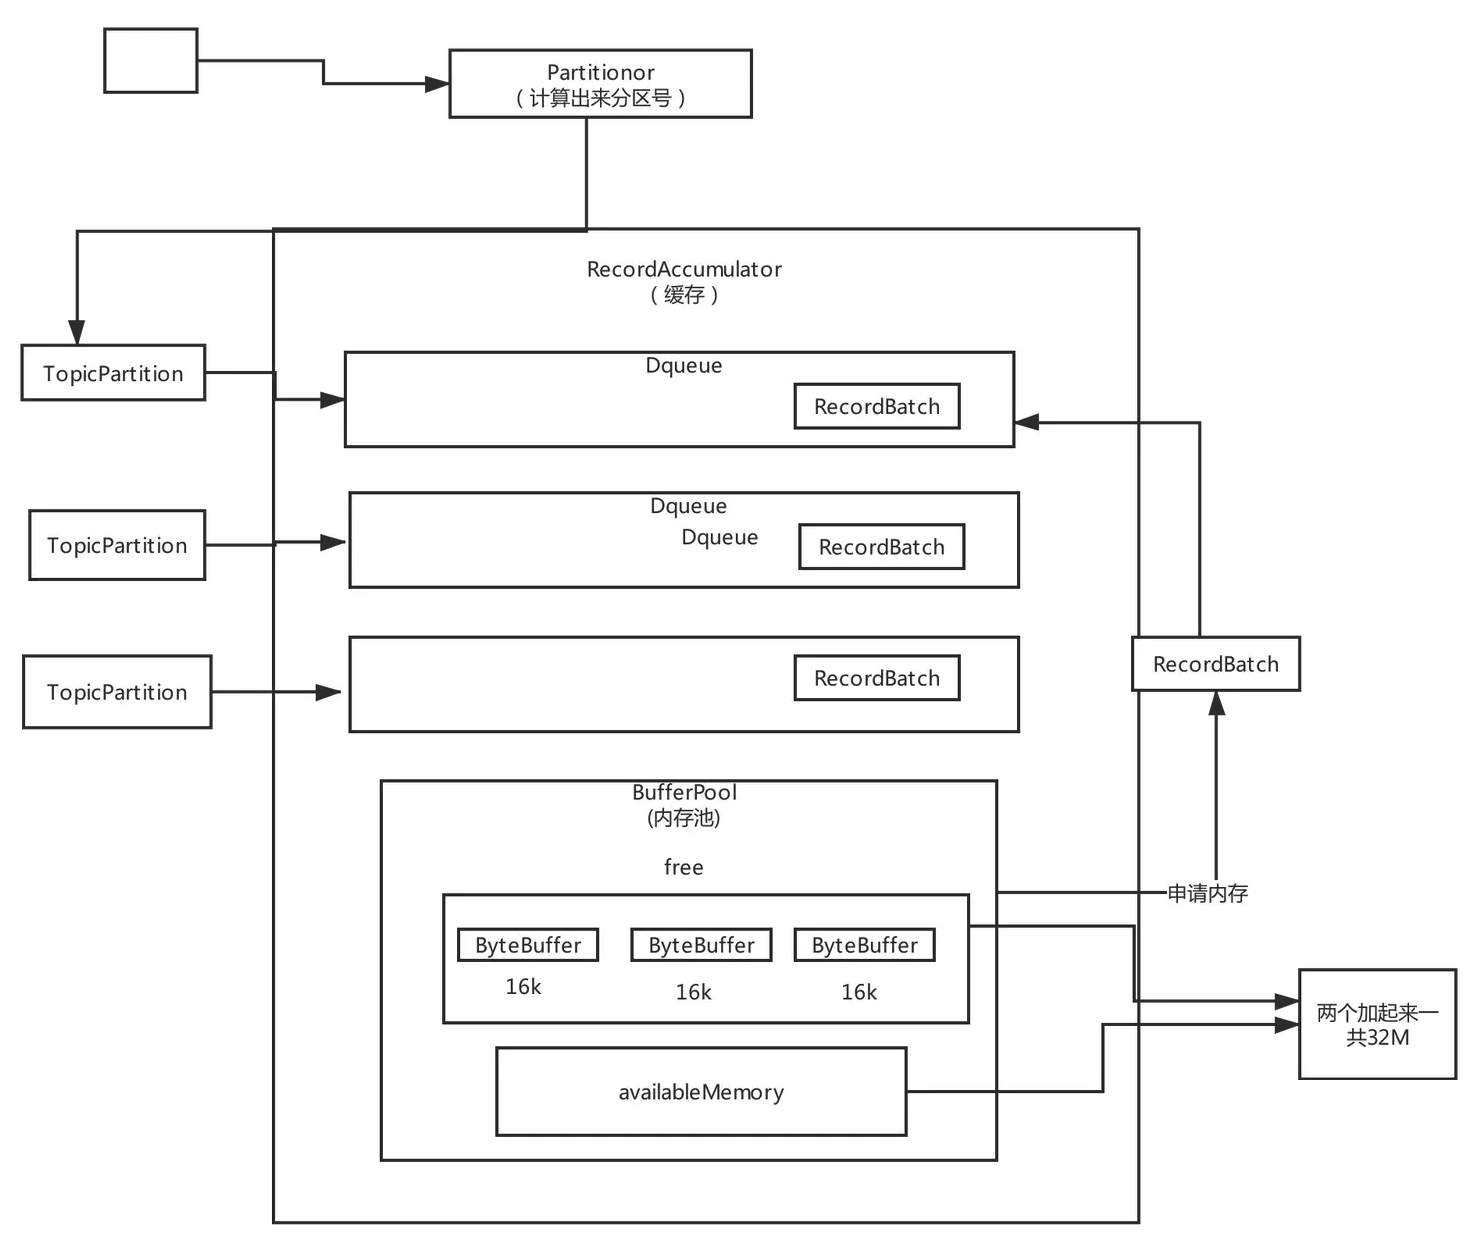 Partitionor
（计算出来分区号）
RecordAccumulator
（缓存）
TopicPartition
Dqueue
RecordBatch
TopicPartition
Dqueue
Dqueue
RecordBatch
TopicPartition
RecordBatch
RecordBatch
BufferPool
(内存池)
free
申请内存
ByteBuffer
ByteBuffer
ByteBuffer
16k
16k
16k
两个加起来一
共32M
availableMemory